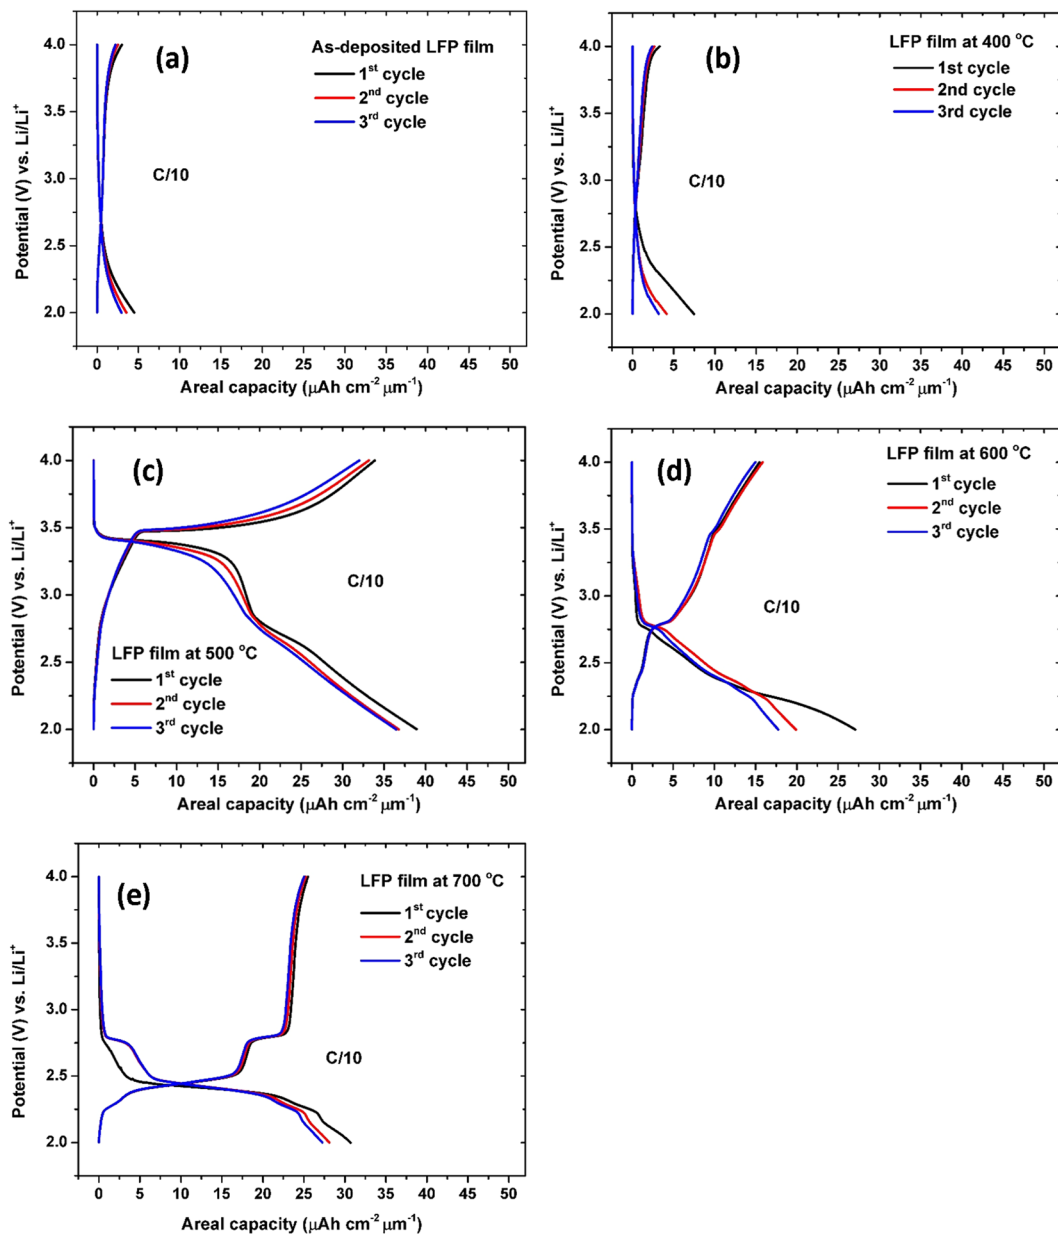 (a)
As-deposited LFP film
1st cycle
2nd cycle
3rd cycle
C/10
Potential (V) vs. Li/Li+
4.0
3.5
3.0
2.5
2.0
0 5 10 15 20 25 30 35 40 45 50
Areal capacity (μAh cm-2 μm-1)
(b)
LFP film at 400 °C
1st cycle
2nd cycle
3rd cycle
C/10
Potential (V) vs. Li/Li+
4.0
3.5
3.0
2.5
2.0
0 5 10 15 20 25 30 35 40 45 50
Areal capacity (μAh cm-2 μm-1)
(c)
C/10
LFP film at 500 °C
1st cycle
2nd cycle
3rd cycle
Potential (V) vs. Li/Li+
4.0
3.5
3.0
2.5
2.0
0 5 10 15 20 25 30 35 40 45 50
Areal capacity (μAh cm-2 μm-1)
(d)
LFP film at 600 °C
1st cycle
2nd cycle
3rd cycle
C/10
Potential (V) vs. Li/Li+
4.0
3.5
3.0
2.5
2.0
0 5 10 15 20 25 30 35 40 45 50
Areal capacity (μAh cm-2 μm-1)
(e)
LFP film at 700 °C
1st cycle
2nd cycle
3rd cycle
C/10
Potential (V) vs. Li/Li+
4.0
3.5
3.0
2.5
2.0
0 5 10 15 20 25 30 35 40 45 50
Areal capacity (μAh cm-2 μm-1)